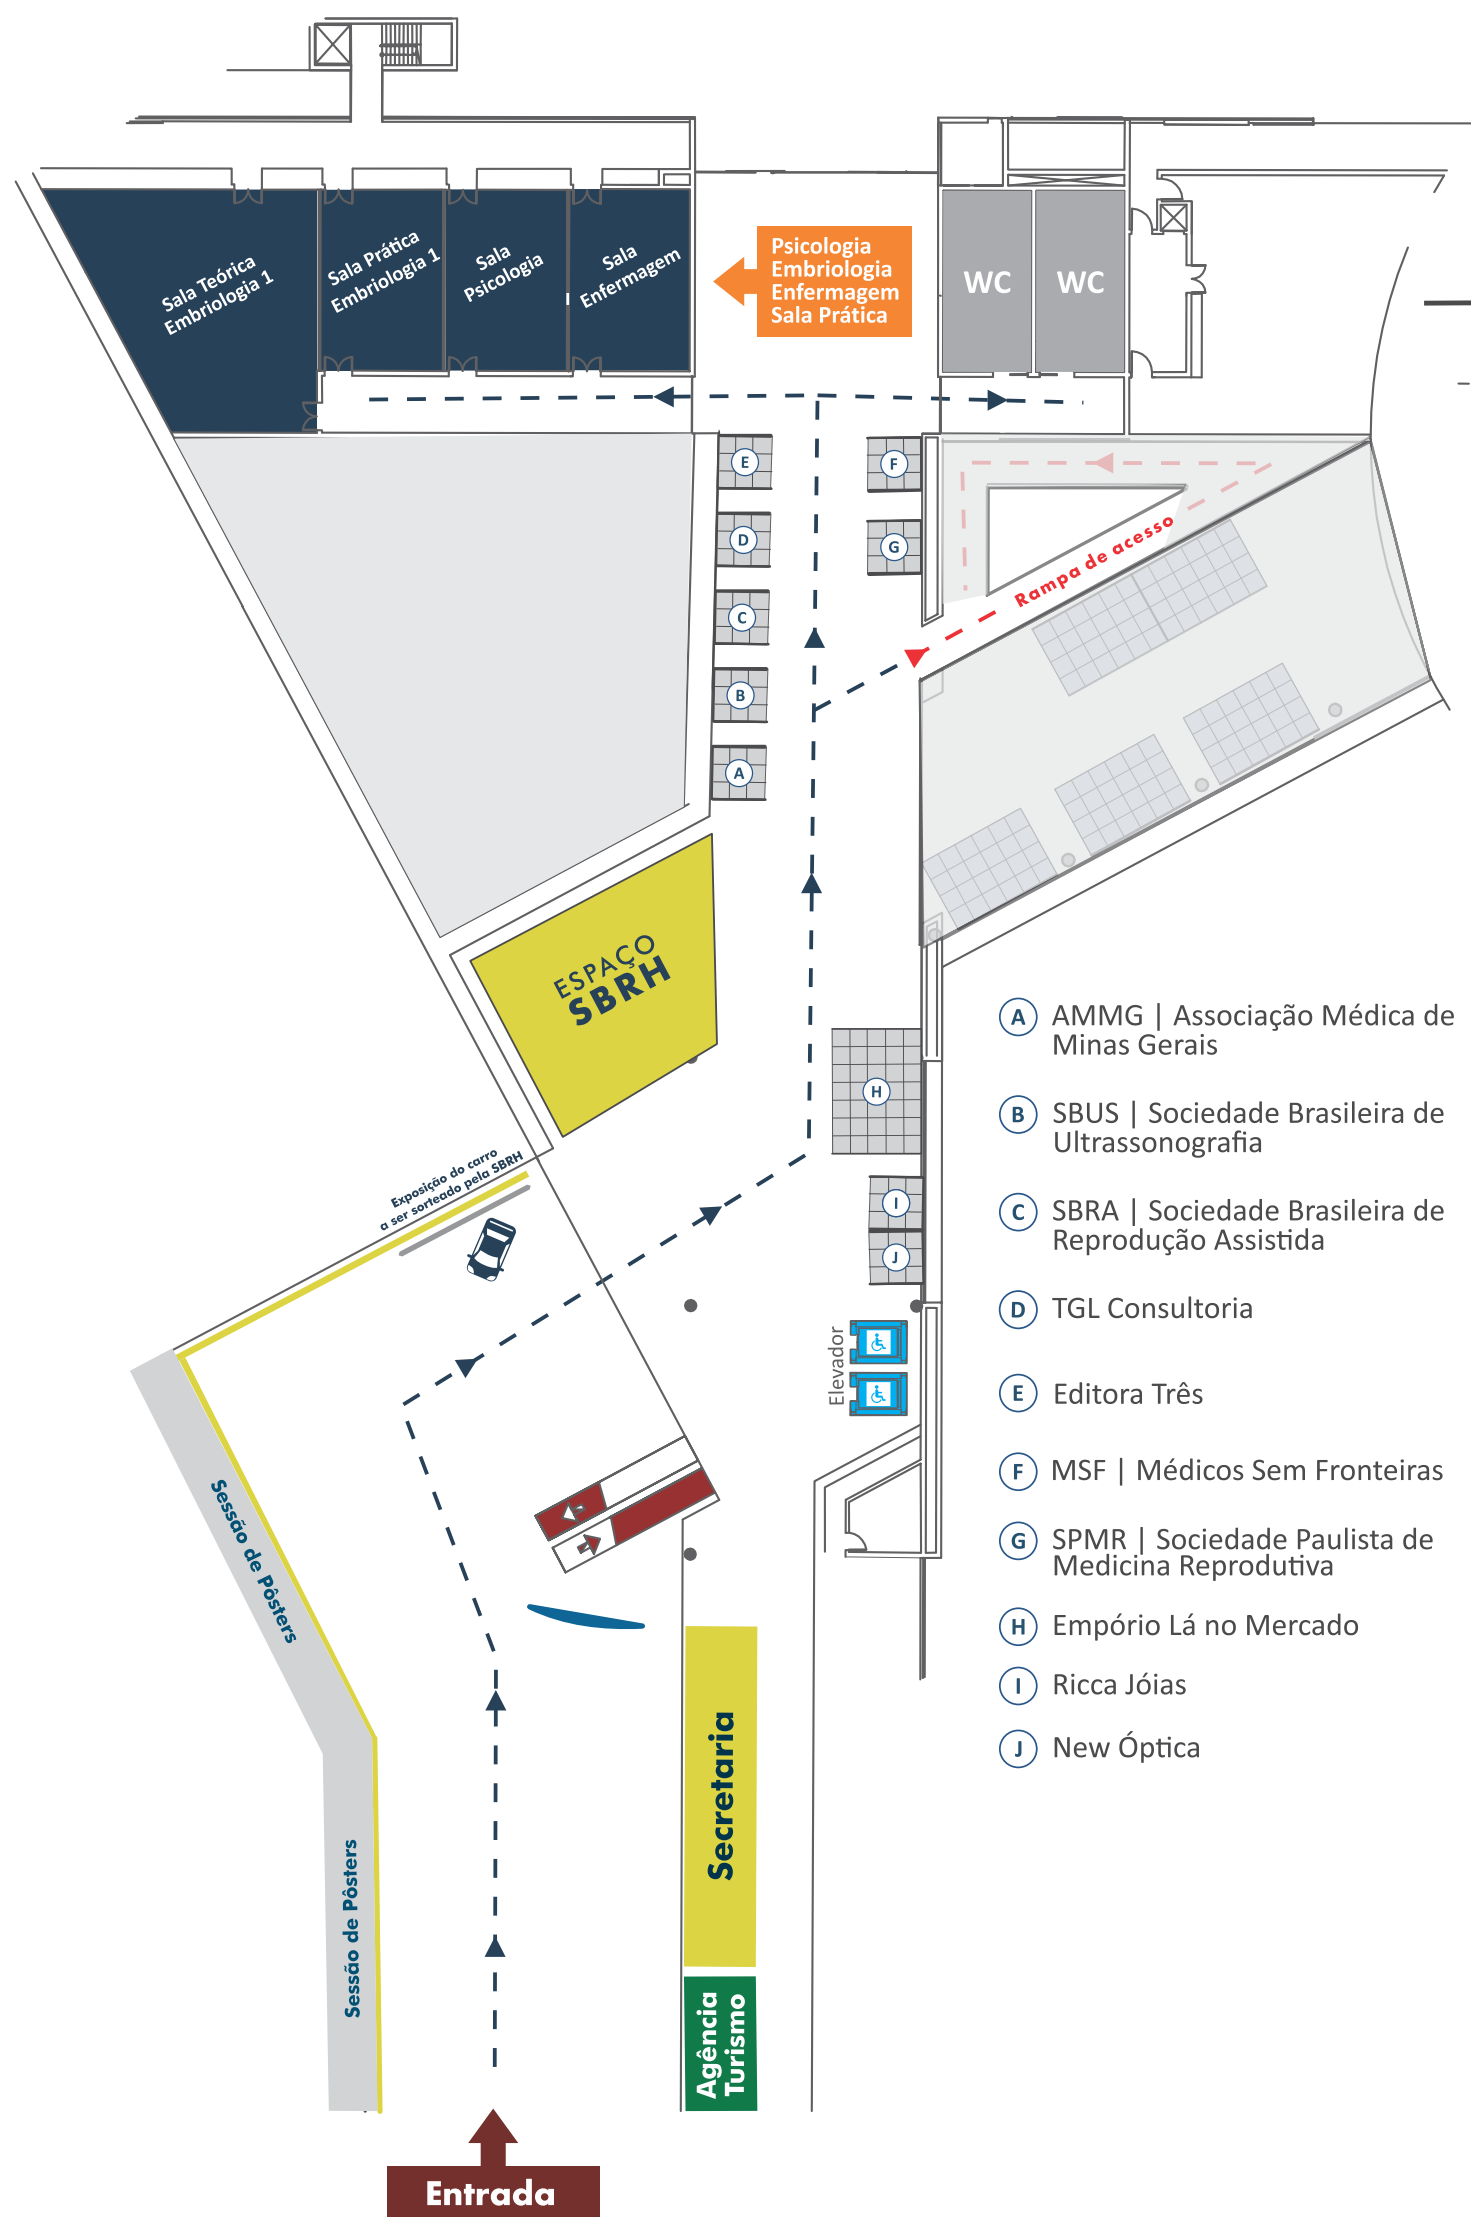 Sala Teórica
Embriologia 1
Sala Prática
Embriologia 1
Sala
Psicologia
Sala
Enfermagem
Psicologia
Embriologia
Enfermagem
Sala Prática
WC
WC
E
F
D
G
C
B
A
Rampa de acesso
ESPAÇO
SBRH
H
I
J
Elevador
Exposição do carro
a ser sorteado pela SBRH
Sessão de Pôsters
Sessão de Pôsters
Secretaria
Agência
Turismo
Entrada
A AMMG | Associação Médica de
Minas Gerais
B SBUS | Sociedade Brasileira de
Ultrassonografia
C SBRA | Sociedade Brasileira de
Reprodução Assistida
D TGL Consultoria
E Editora Três
F MSF | Médicos Sem Fronteiras
G SPMR | Sociedade Paulista de
Medicina Reprodutiva
H Empório Lá no Mercado
I Ricca Jóias
J New Óptica